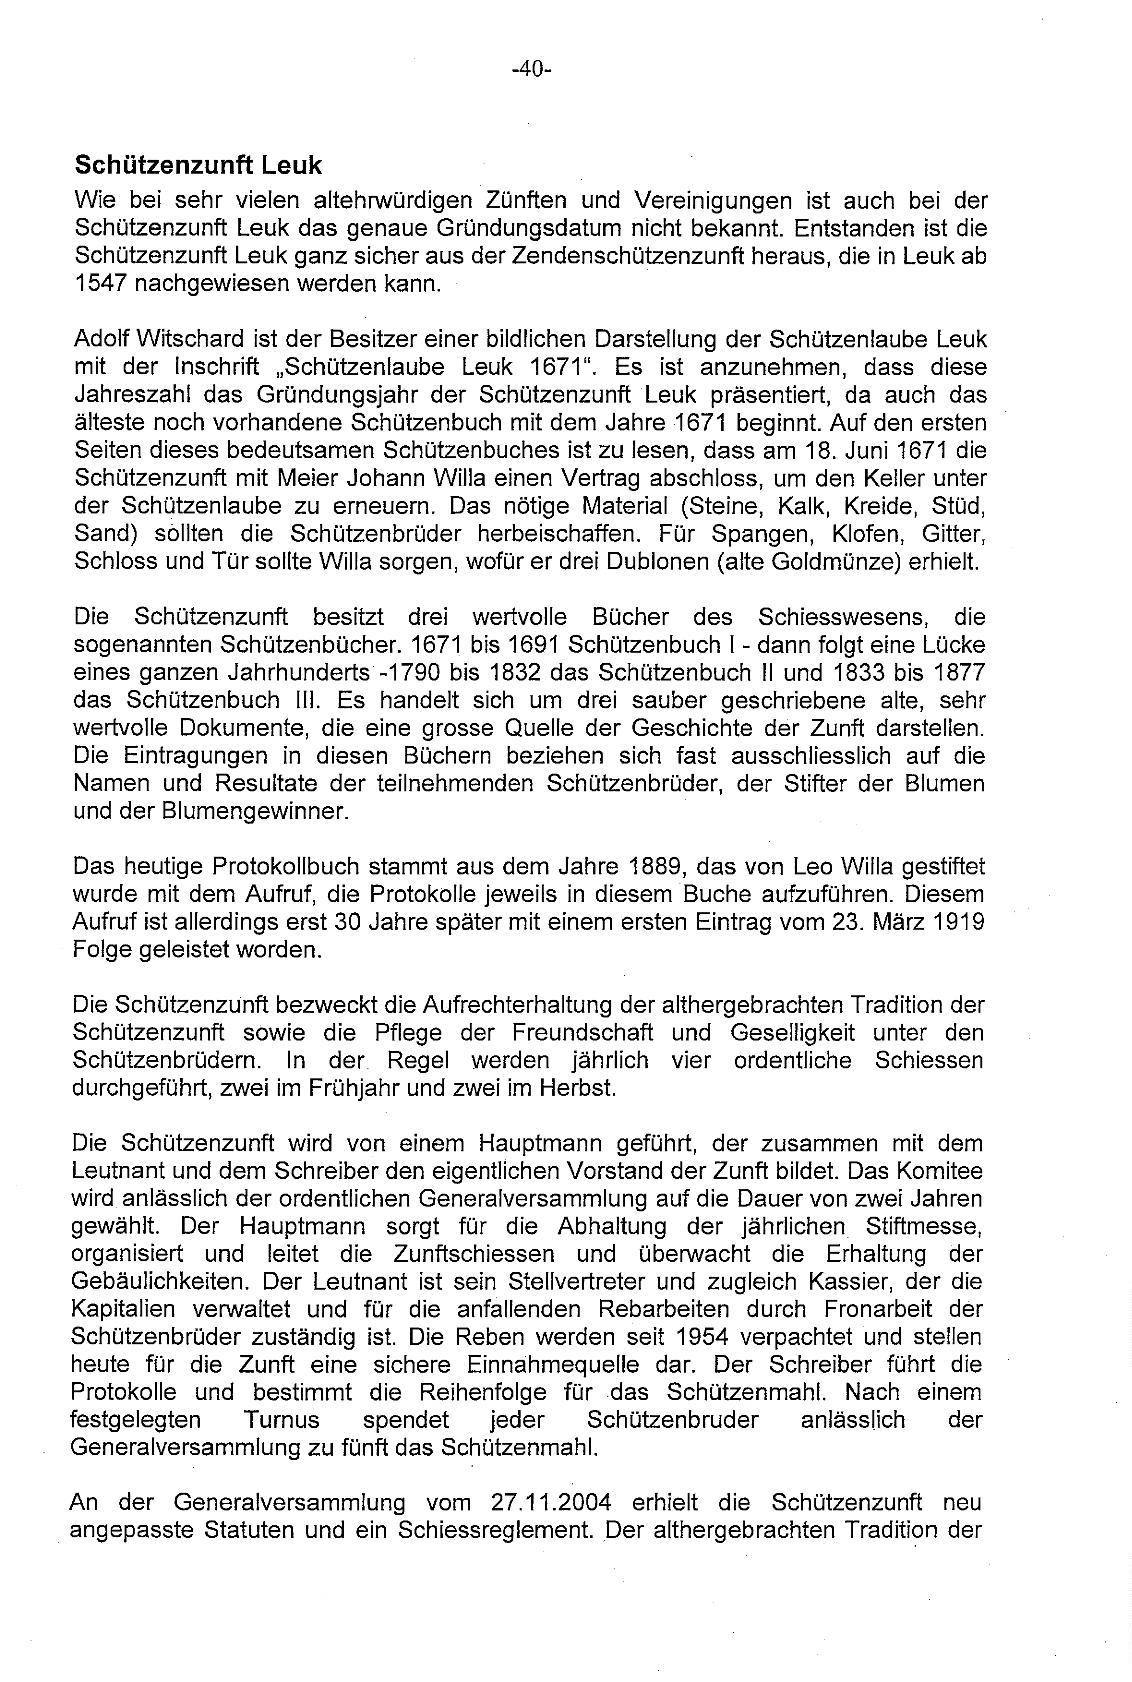 -40-
Schützenzunft Leuk
Wie bei sehr vielen altehrwürdigen Zünften und Vereinigungen ist auch bei der
Schützenzunft Leuk das genaue Gründungsdatum nicht bekannt. Entstanden ist die
Schützenzunft Leuk ganz sicher aus der Zendenschützenzunft heraus, die in Leuk ab
1547 nachgewiesen werden kann.
Adolf Witschard ist der Besitzer einer bildlichen Darstellung der Schützenlaube Leuk
mit der Inschrift „Schützenlaube Leuk 1671“. Es ist anzunehmen, dass diese
Jahreszahl das Gründungsjahr der Schützenzunft Leuk präsentiert, da auch das
älteste noch vorhandene Schützenbuch mit dem Jahre 1671 beginnt. Auf den ersten
Seiten dieses bedeutsamen Schützenbuches ist zu lesen, dass am 18. Juni 1671 die
Schützenzunft mit Meier Johann Willa einen Vertrag abschloss, um den Keller unter
der Schützenlaube zu erneuern. Das nötige Material (Steine, Kalk, Kreide, Stüd,
Sand) sollten die Schützenbrüder herbeischaffen. Für Spangen, Klofen, Gitter,
Schloss und Tür sollte Willa sorgen, wofür er drei Dublonen (alte Goldmünze) erhielt.
Die Schützenzunft besitzt drei wertvolle Bücher des Schiesswesens, die
sogenannten Schützenbücher. 1671 bis 1691 Schützenbuch I - dann folgt eine Lücke
eines ganzen Jahrhunderts -1790 bis 1832 das Schützenbuch II und 1833 bis 1877
das Schützenbuch III. Es handelt sich um drei sauber geschriebene alte, sehr
wertvolle Dokumente, die eine grosse Quelle der Geschichte der Zunft darstellen.
Die Eintragungen in diesen Büchern beziehen sich fast ausschliesslich auf die
Namen und Resultate der teilnehmenden Schützenbrüder, der Stifter der Blumen
und der Blumengewinner.
Das heutige Protokollbuch stammt aus dem Jahre 1889, das von Leo Willa gestiftet
wurde mit dem Aufruf, die Protokolle jeweils in diesem Buche aufzuführen. Diesem
Aufruf ist allerdings erst 30 Jahre später mit einem ersten Eintrag vom 23. März 1919
Folge geleistet worden.
Die Schützenzunft bezweckt die Aufrechterhaltung der althergebrachten Tradition der
Schützenzunft sowie die Pflege der Freundschaft und Geselligkeit unter den
Schützenbrüdern. In der Regel werden jährlich vier ordentliche Schiessen
durchgeführt, zwei im Frühjahr und zwei im Herbst.
Die Schützenzunft wird von einem Hauptmann geführt, der zusammen mit dem
Leutnant und dem Schreiber den eigentlichen Vorstand der Zunft bildet. Das Komitee
wird anlässlich der ordentlichen Generalversammlung auf die Dauer von zwei Jahren
gewählt. Der Hauptmann sorgt für die Abhaltung der jährlichen Stiftmesse,
organisiert und leitet die Zunftschiessen und überwacht die Erhaltung der
Gebäulichkeiten. Der Leutnant ist sein Stellvertreter und zugleich Kassier, der die
Kapitalien verwaltet und für die anfallenden Rebarbeiten durch Fronarbeit der
Schützenbrüder zuständig ist. Die Reben werden seit 1954 verpachtet und stellen
heute für die Zunft eine sichere Einnahmequelle dar. Der Schreiber führt die
Protokolle und bestimmt die Reihenfolge für das Schützenmahl. Nach einem
festgelegten Turnus spendet jeder Schützenbruder anlässlich der
Generalversammlung zu fünft das Schützenmahl.
An der Generalversammlung vom 27.11.2004 erhielt die Schützenzunft neu
angepasste Statuten und ein Schiessreglement. Der althergebrachten Tradition der